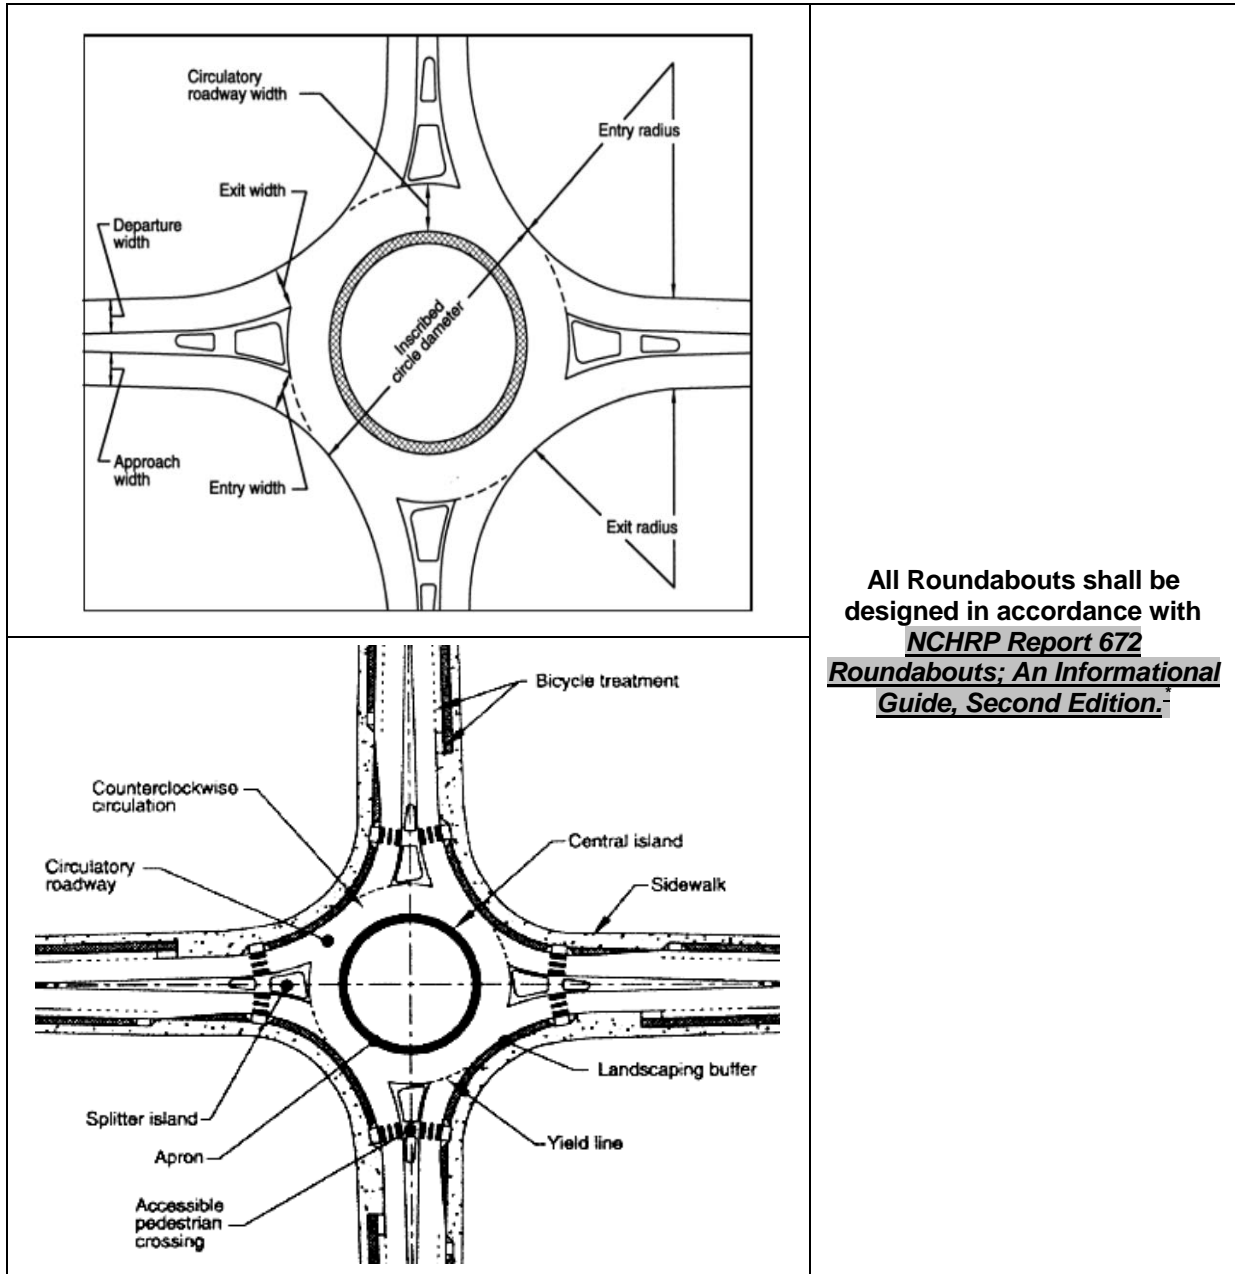 Circulatory
roadway width
Entry radius
Exit width
Departure
width
Inscribed
circle dameter
Approach
width
Entry width
Exit radius
All Roundabouts shall be
designed in accordance with
NCHRP Report 672
Roundabouts; An Informational
Guide, Second Edition.*
Bicycle treatment
Counterclockwise
circulation
Central island
Circulatory
roadway
Sidewalk
Landscaping buffer
Splitter island
Yield line
Apron
Accessible
pedestrian
crossing